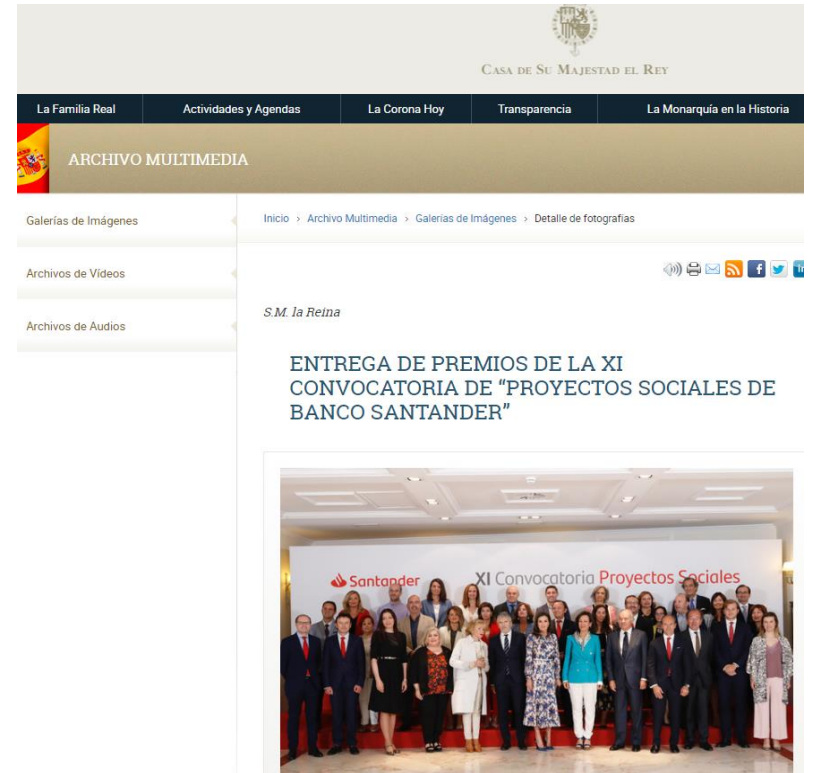 CASA DE SU MAJESTAD EL REY
La Familia Real
Actividades y Agendas
La Corona Hoy
Transparencia
La Monarquía en la Historia
ARCHIVO MULTIMEDIA
Galerías de Imágenes
Archivos de Vídeos
Archivos de Audios
Inicio › Archivo Multimedia › Galerías de Imágenes › Detalle de fotografías
S.M. la Reina
ENTREGA DE PREMIOS DE LA XI
CONVOCATORIA DE “PROYECTOS SOCIALES DE
BANCO SANTANDER”
Santander
XI Convocatoria Proyectos Sociales